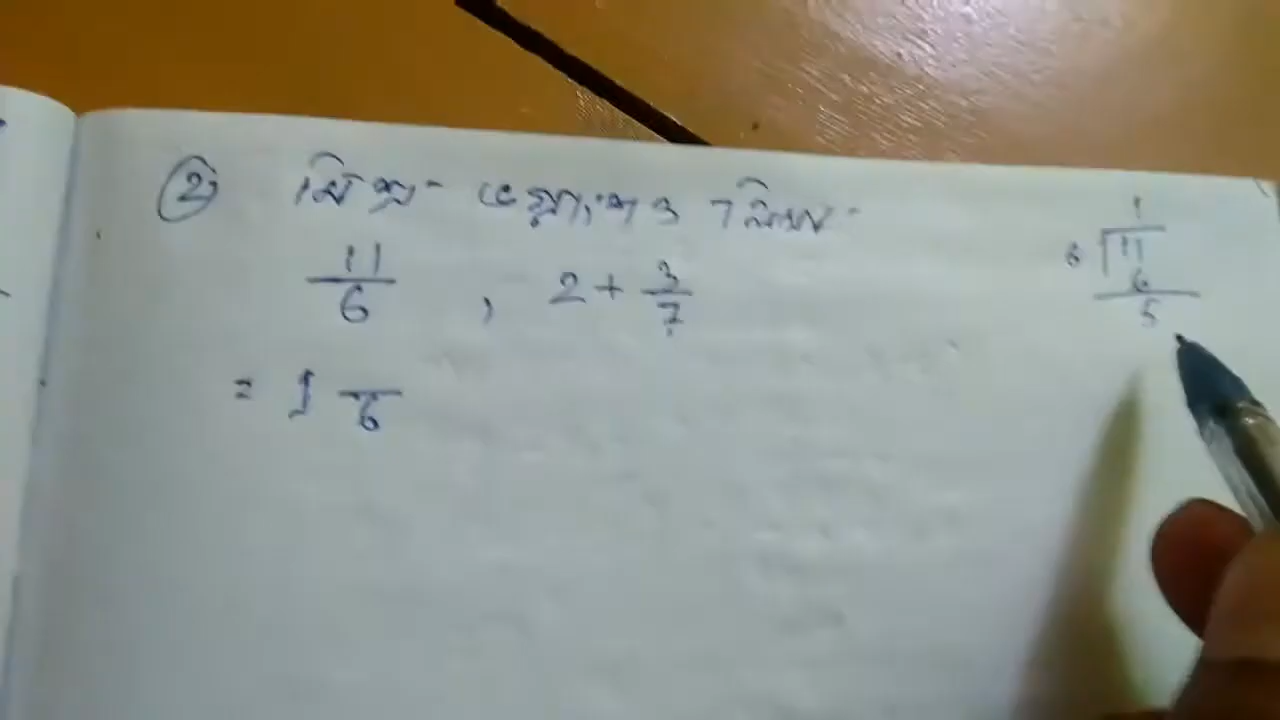 ② মিশ্র
11/6 , 2 + 3/7
= 1 /6
1
6 11
6
5